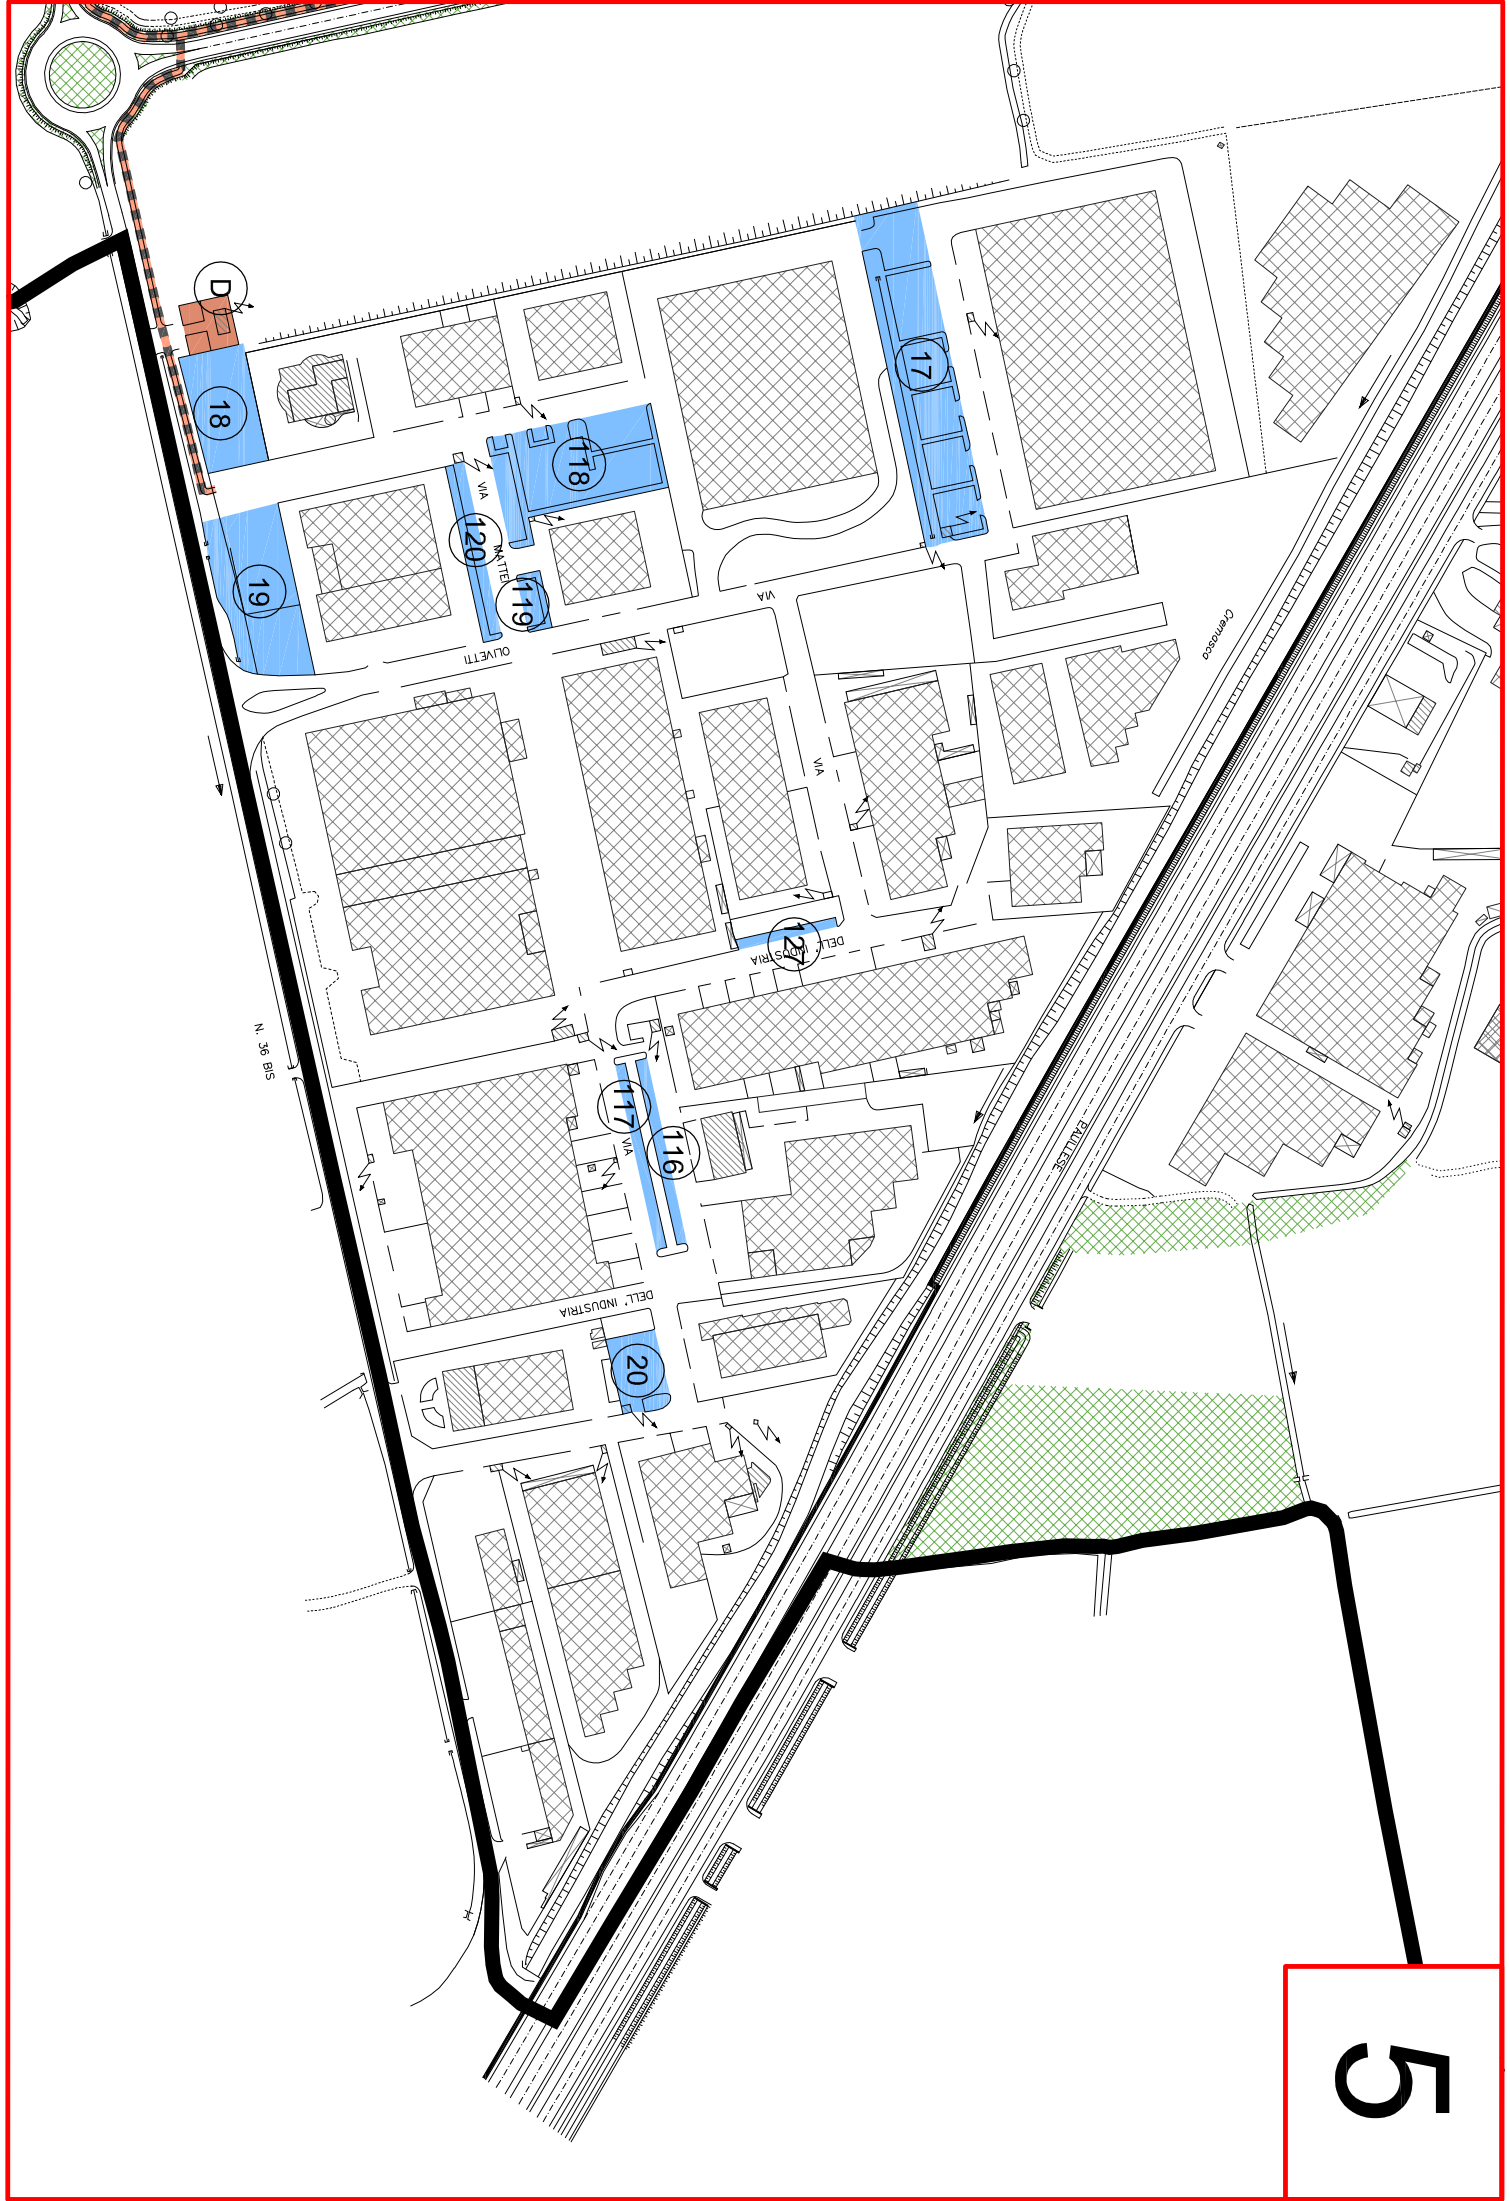 D
17
18
118
VIA
120
MATTEI
119
19
VIA
OLIVETTI
Cremasca
VIA
127
DELL' INDUSTRIA
N. 36 BIS
117
VIA
116
PAULLESE
DELL' INDUSTRIA
20
5